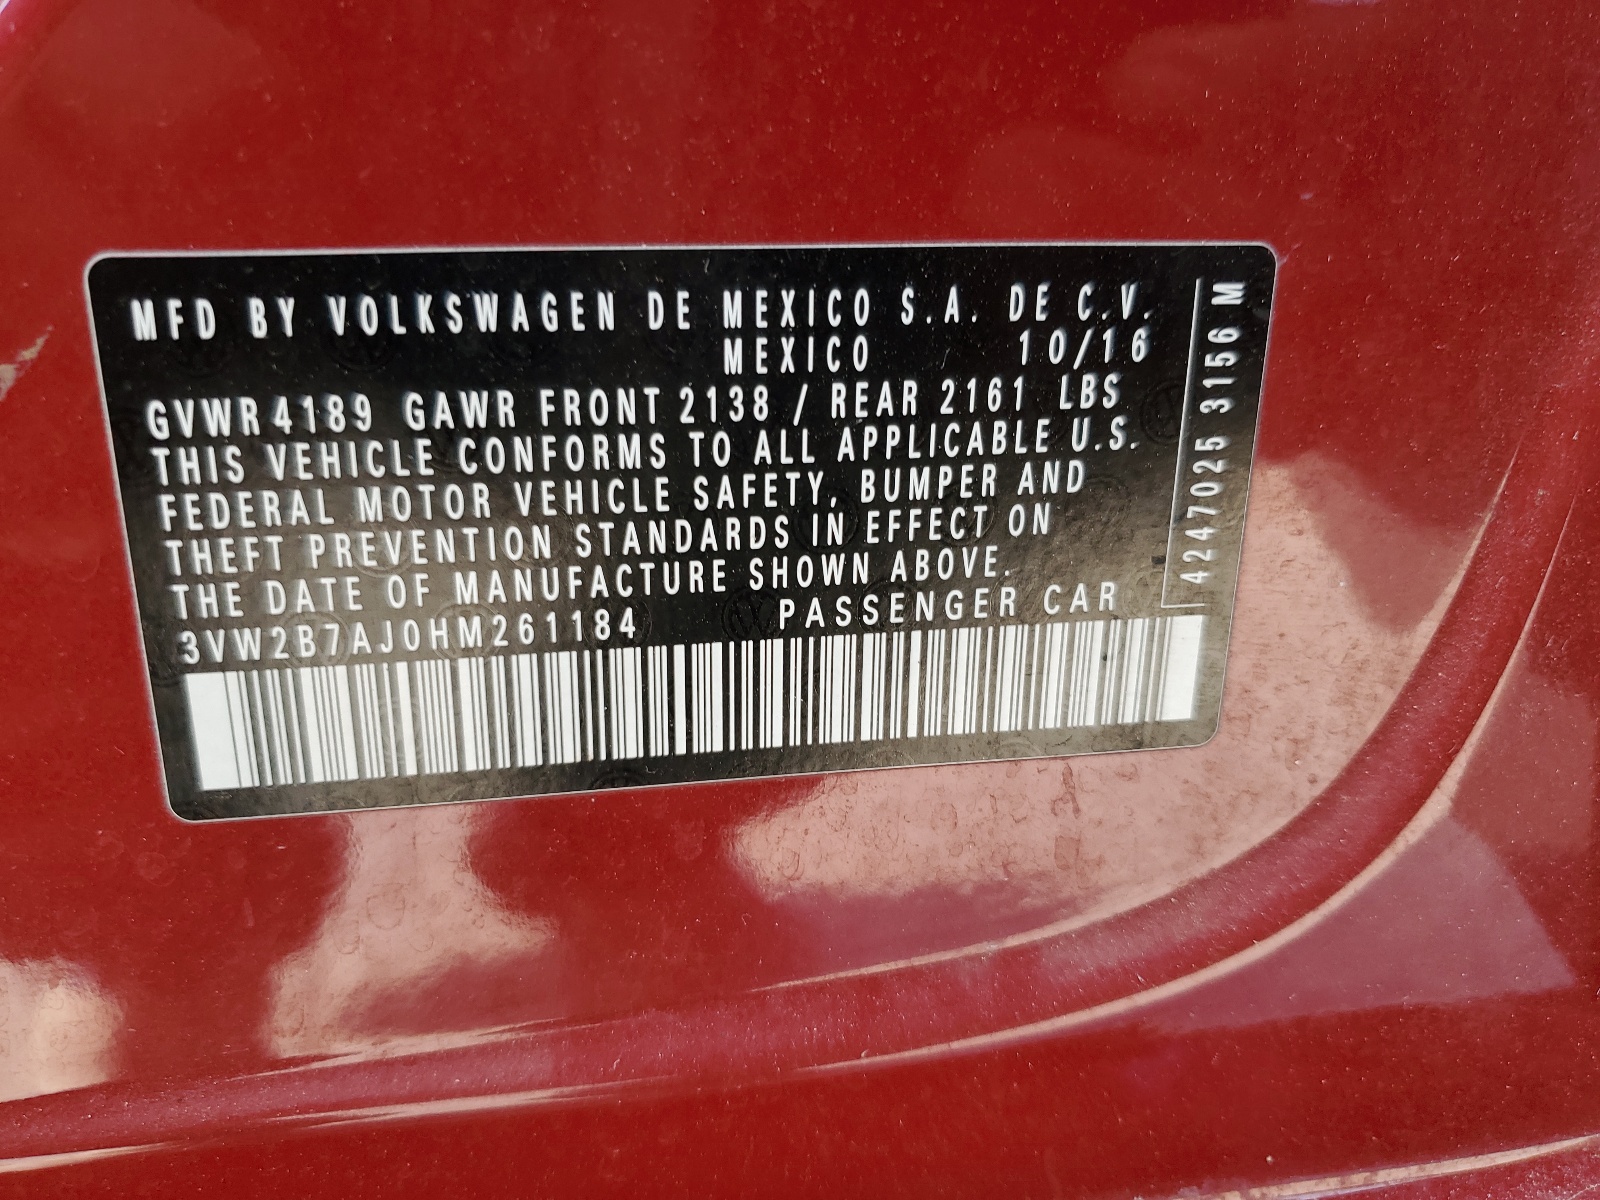 MFD BY VOLKSWAGEN DE MEXICO S.A. DE C.V.
MEXICO 10/16
GVWR 4189 GAWR FRONT 2138 / REAR 2161 LBS
THIS VEHICLE CONFORMS TO ALL APPLICABLE U.S.
FEDERAL MOTOR VEHICLE SAFETY, BUMPER AND
THEFT PREVENTION STANDARDS IN EFFECT ON
THE DATE OF MANUFACTURE SHOWN ABOVE.
3VW2B7AJ0HM261184 PASSENGER CAR
4247025 3156 M